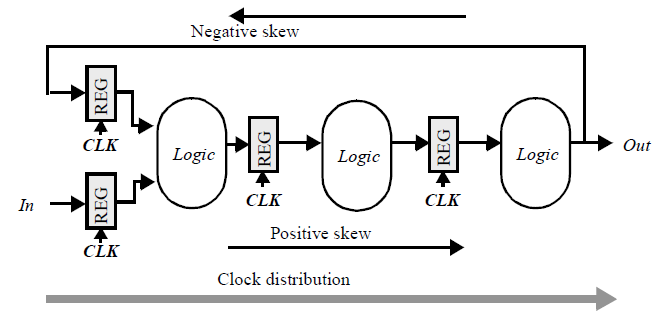 Negative skew
REG
CLK
Logic
REG
CLK
Logic
REG
CLK
Logic
Out
In
REG
CLK
Positive skew
Clock distribution